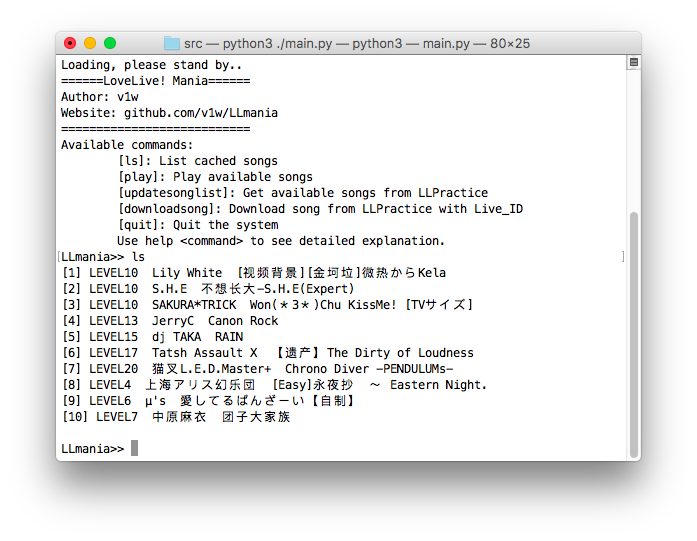 src — python3 ./main.py — python3 — main.py — 80×25
Loading, please stand by..
======LoveLive! Mania======
Author: v1w
Website: github.com/v1w/LLmania
===========================
Available commands:
[ls]: List cached songs
[play]: Play available songs
[updatesonglist]: Get available songs from LLPractice
[downloadsong]: Download song from LLPractice with Live_ID
[quit]: Quit the system
Use help <command> to see detailed explanation.
[LLmania>> ls ]
[1] LEVEL10  Lily White  [视频背景][金坷垃]微热からKela
[2] LEVEL10  S.H.E  不想长大-S.H.E(Expert)
[3] LEVEL10  SAKURA*TRICK  Won(*3*)Chu KissMe! [TVサイズ]
[4] LEVEL13  JerryC  Canon Rock
[5] LEVEL15  dj TAKA  RAIN
[6] LEVEL17  Tatsh Assault X  【遗产】The Dirty of Loudness
[7] LEVEL20  猫叉L.E.D.Master+  Chrono Diver -PENDULUMs-
[8] LEVEL4  上海アリス幻乐団  [Easy]永夜抄  ～ Eastern Night.
[9] LEVEL6  μ's  愛してるばんざーい【自制】
[10] LEVEL7  中原麻衣  团子大家族
LLmania>>